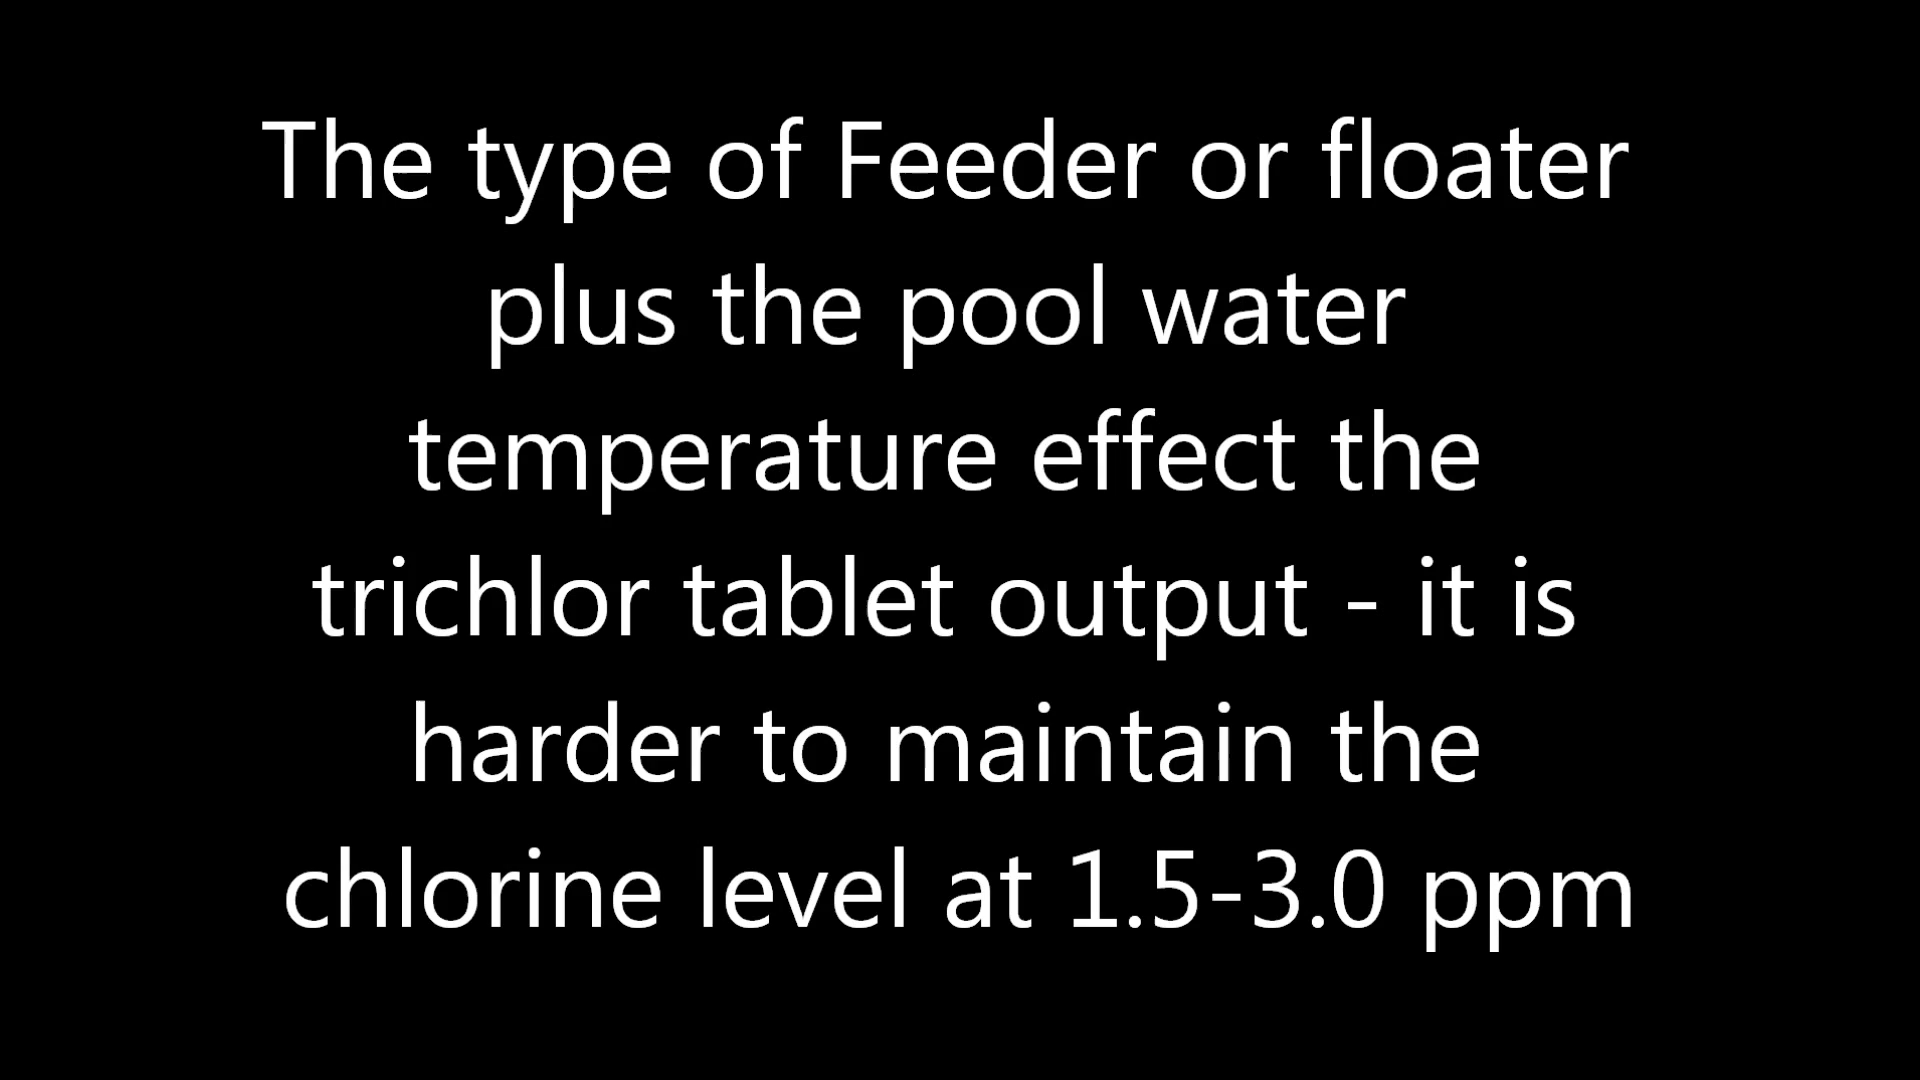 The type of Feeder or floater
plus the pool water
temperature effect the
trichlor tablet output - it is
harder to maintain the
chlorine level at 1.5-3.0 ppm